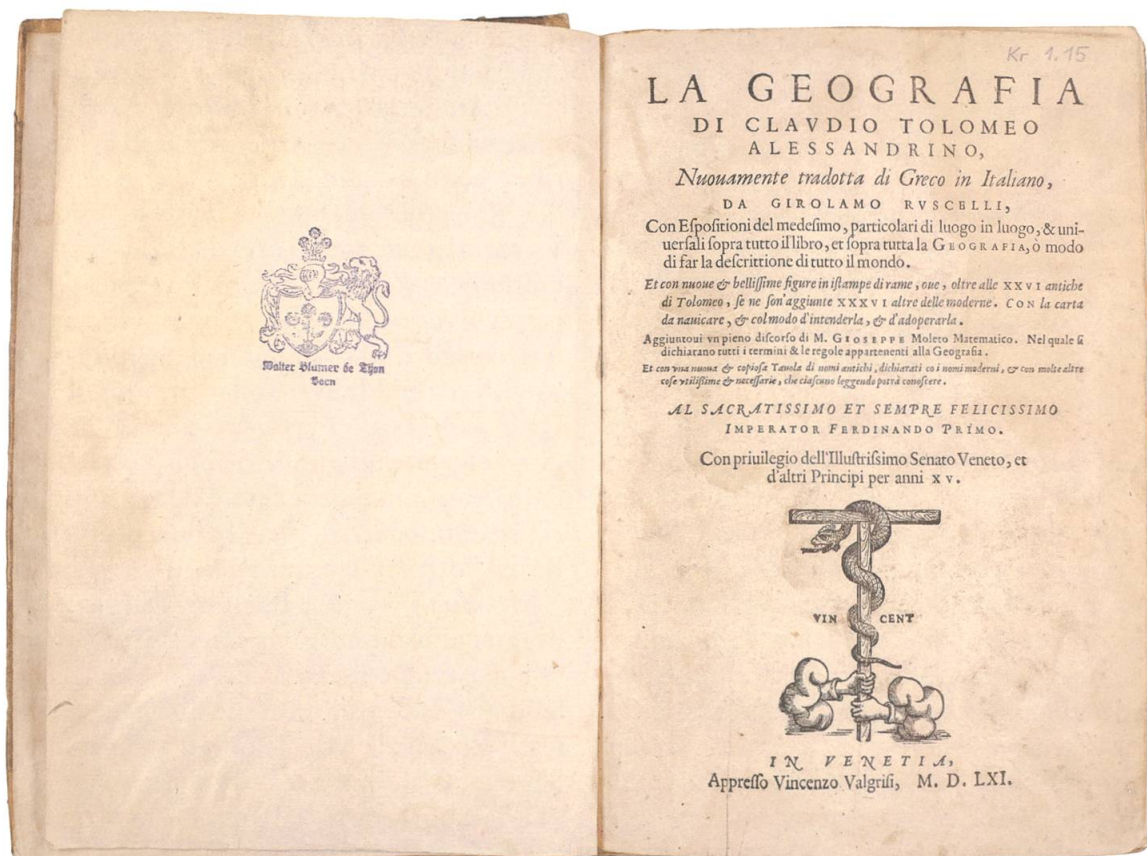 Walter Blumer de Thon
Bern
Kr 1.15
LA GEOGRAFIA
DI CLAVDIO TOLOMEO
ALESSANDRINO,
Nuouamente tradotta di Greco in Italiano,
DA GIROLAMO RVSCELLI,
Con Eſpoſitioni del medeſimo, particolari di luogo in luogo, & uni-
uerſali ſopra tutto il libro, et ſopra tutta la GEOGRAFIA, ò modo
di far la deſcrittione di tutto il mondo.
Et con nuoue & belliſſime figure in iſtampe di rame, oue, oltre alle XXVI antiche
di Tolomeo, ſe ne ſon'aggiunte XXXVI altre delle moderne. CON la carta
da nauicare, & col modo d'intenderla, & d'adoperarla.
Aggiuntoui vn pieno diſcorſo di M. GIOSEPPE Moleto Matematico. Nel quale ſi
dichiarano tutti i termini & le regole appartenenti alla Geografia.
Et con vna nuoua & copioſa Tauola di nomi antichi, dichiarati co i nomi moderni, & con molte altre
coſe vtiliſſime & neceſſarie, che ciaſcuno leggendo potrà conoſcere.
AL SACRATISSIMO ET SEMPRE FELICISSIMO
IMPERATOR FERDINANDO PRIMO.
Con priuilegio dell'Illuſtriſsimo Senato Veneto, et
d'altri Principi per anni XV.
VIN CENT
IN VENETIA,
Appreſſo Vincenzo Valgriſi, M. D. LXI.